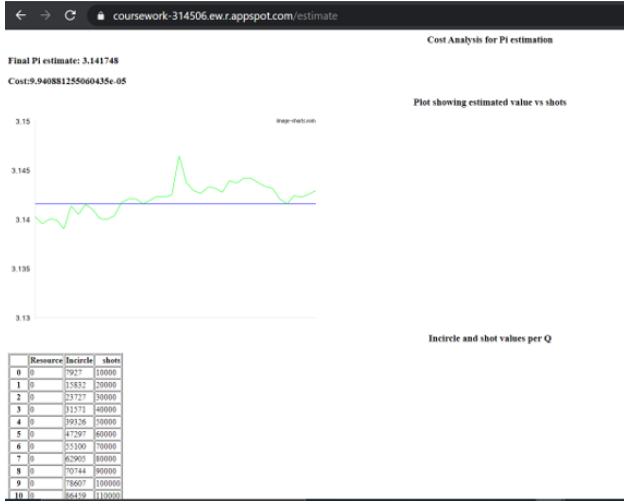 coursework-314506.ew.r.appspot.com/estimate
Cost Analysis for Pi estimation
Final Pi estimate: 3.141748
Cost:9.940881255060435e-05
Plot showing estimated value vs shots
3.15
image-charts.com
3.145
3.14
3.135
3.13
Incircle and shot values per Q
Resource Incircle shots
0 0 7927 10000
1 0 15832 20000
2 0 23727 30000
3 0 31571 40000
4 0 39326 50000
5 0 47297 60000
6 0 55100 70000
7 0 62905 80000
8 0 70744 90000
9 0 78607 100000
10 0 86459 110000